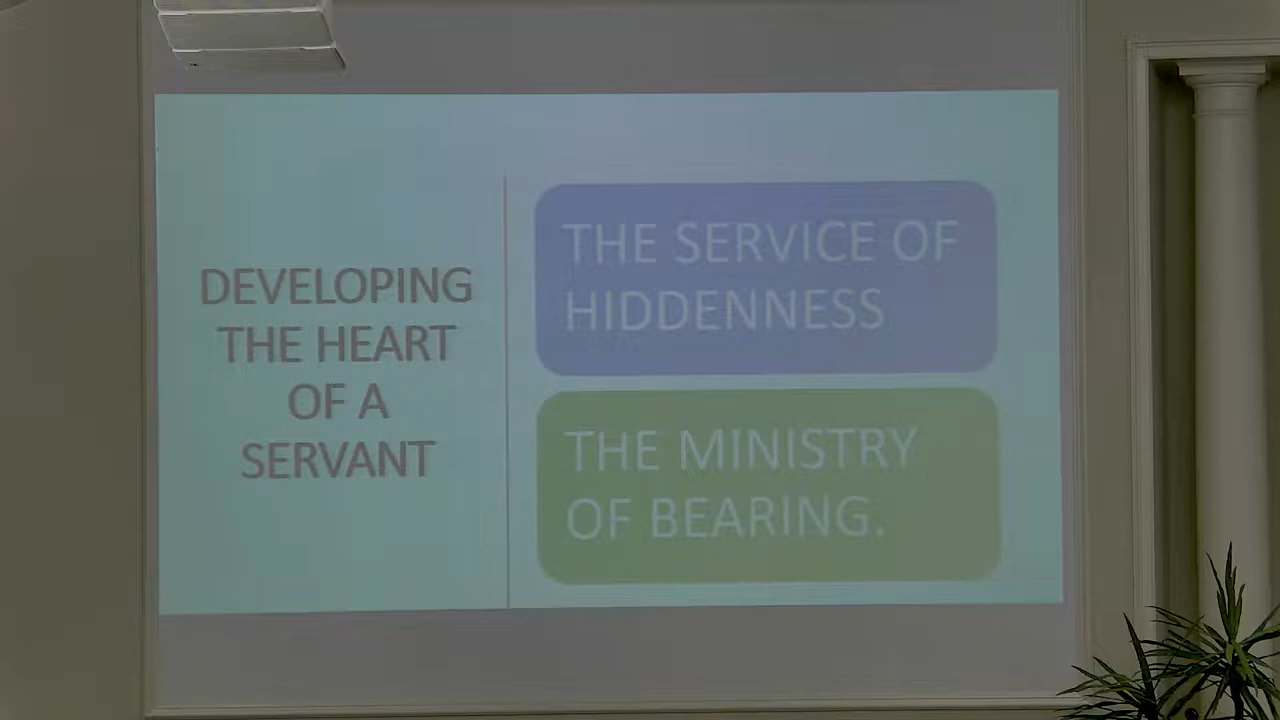 DEVELOPING
THE HEART
OF A
SERVANT
THE SERVICE OF
HIDDENNESS
THE MINISTRY
OF BEARING.